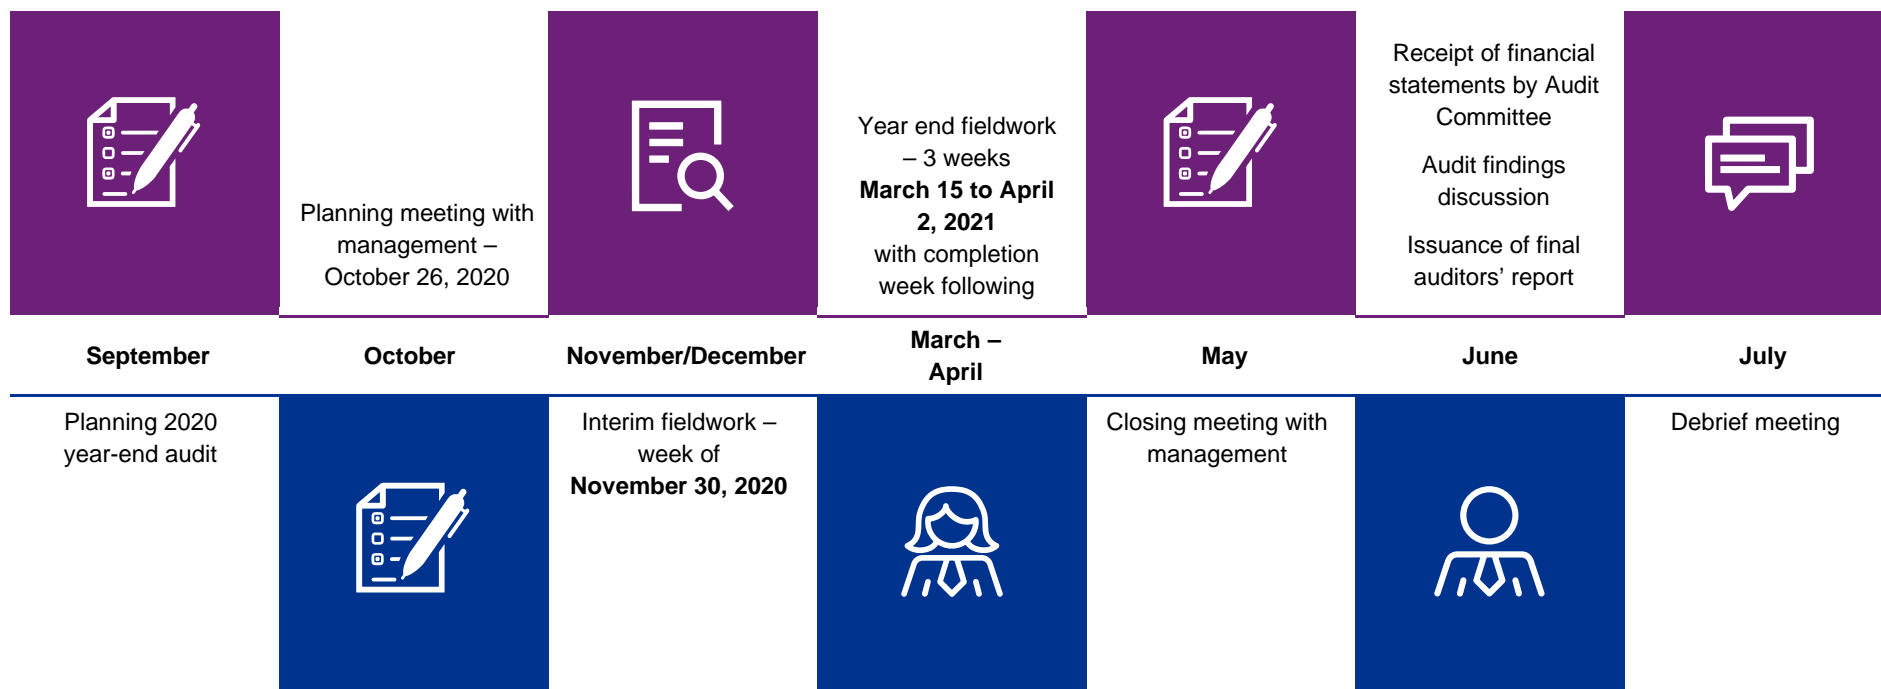 Planning meeting with
management –
October 26, 2020
Year end fieldwork
– 3 weeks
March 15 to April
2, 2021
with completion
week following
Receipt of financial
statements by Audit
Committee
Audit findings
discussion
Issuance of final
auditors’ report
September
October
November/December
March –
April
May
June
July
Planning 2020
year-end audit
Interim fieldwork –
week of
November 30, 2020
Closing meeting with
management
Debrief meeting